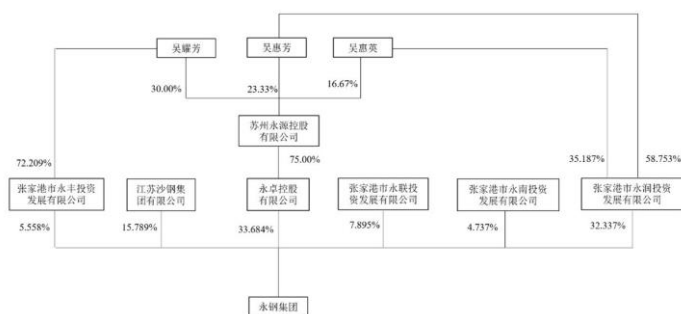 吴耀芳
吴惠芳
吴惠英
30.00%
23.33%
16.67%
苏州永源控股
有限公司
72.209%
75.00%
35.187%
58.753%
张家港市永丰投资
发展有限公司
江苏沙钢集
团有限公司
永卓控股
有限公司
张家港市永联投
资发展有限公司
张家港市永南投资
发展有限公司
张家港市永润投资
发展有限公司
5.558%
15.789%
33.684%
7.895%
4.737%
32.337%
永钢集团